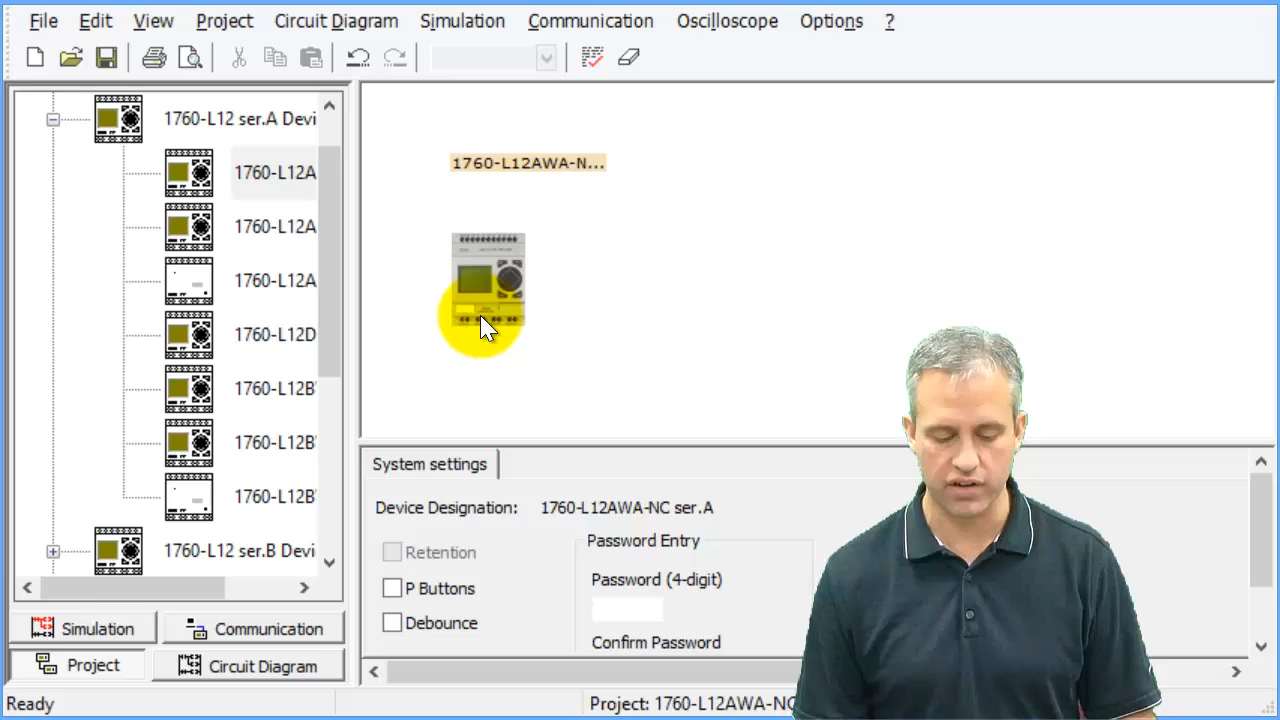 File Edit View Project Circuit Diagram Simulation Communication Oscilloscope Options ?
1760-L12 ser.A Devi
1760-L12A
1760-L12A
1760-L12A
1760-L12D
1760-L12B
1760-L12B
1760-L12B
1760-L12 ser.B Devi
Simulation Communication
Project Circuit Diagram
1760-L12AWA-N...
System settings
Device Designation: 1760-L12AWA-NC ser.A
Retention
P Buttons
Debounce
Password Entry
Password (4-digit)
Confirm Password
Ready Project: 1760-L12AWA-NC